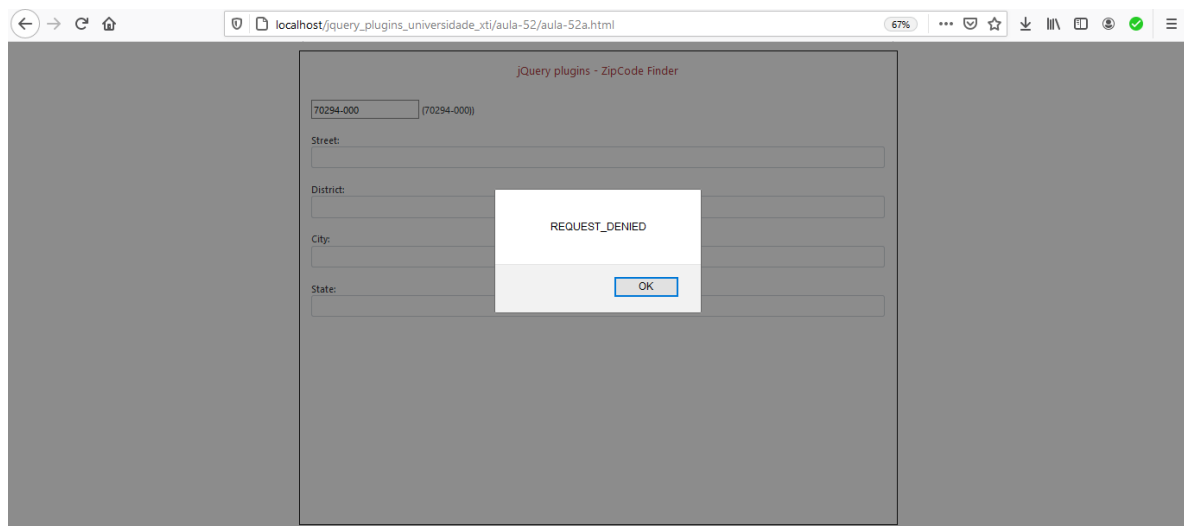 localhost/jquery_plugins_universidade_xti/aula-52/aula-52a.html
67%
jQuery plugins - ZipCode Finder
70294-000 (70294-000))
Street:
District:
City:
State:
REQUEST_DENIED
OK